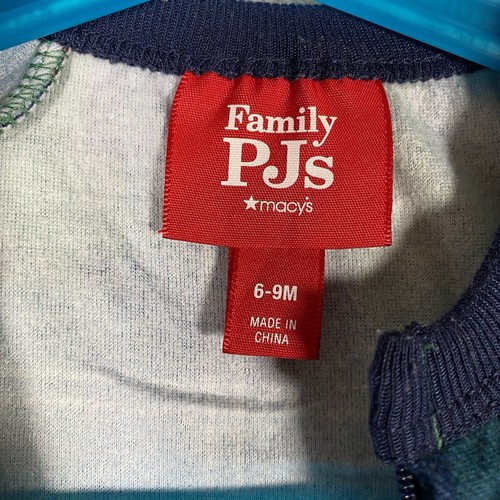 Family
PJs
★macy's
6-9M
MADE IN
CHINA